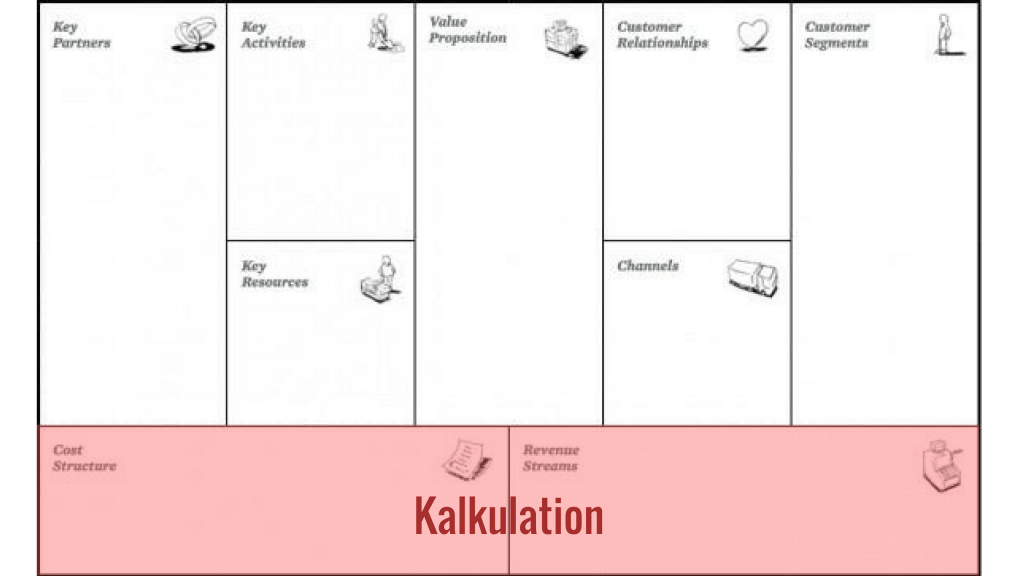 Key
Partners
Key
Activities
Value
Proposition
Customer
Relationships
Customer
Segments
Key
Resources
Channels
Cost
Structure
Revenue
Streams
Kalkulation